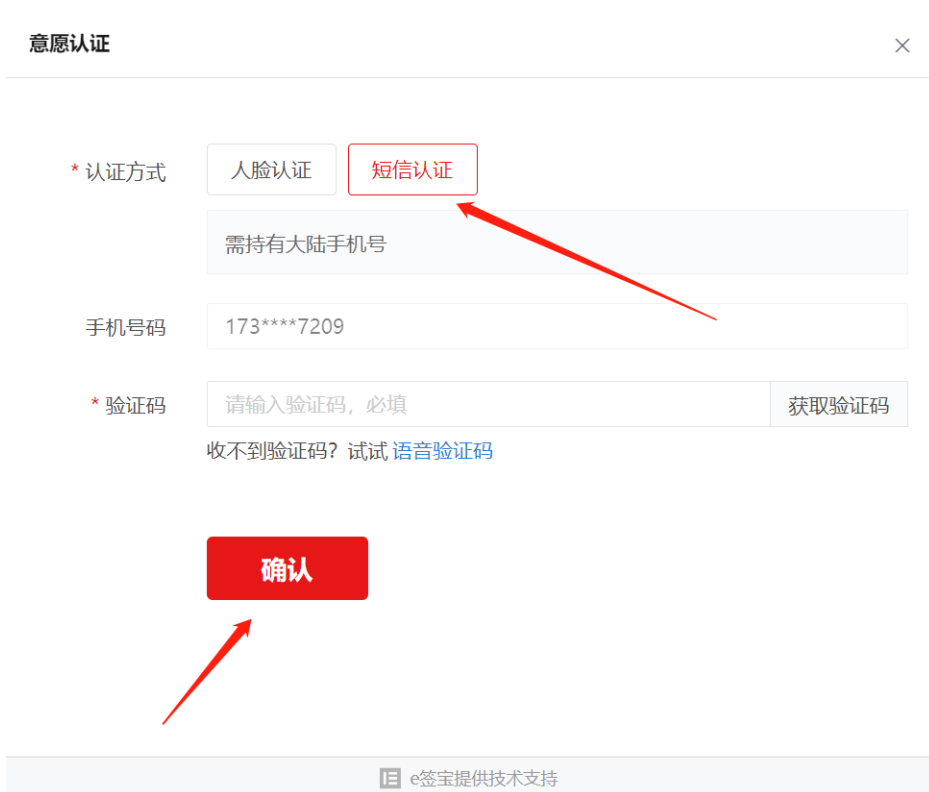 意愿认证
* 认证方式 人脸认证 短信认证
需持有大陆手机号
手机号码 173****7209
* 验证码 请输入验证码，必填 获取验证码
收不到验证码？试试 语音验证码
确认
e签宝提供技术支持